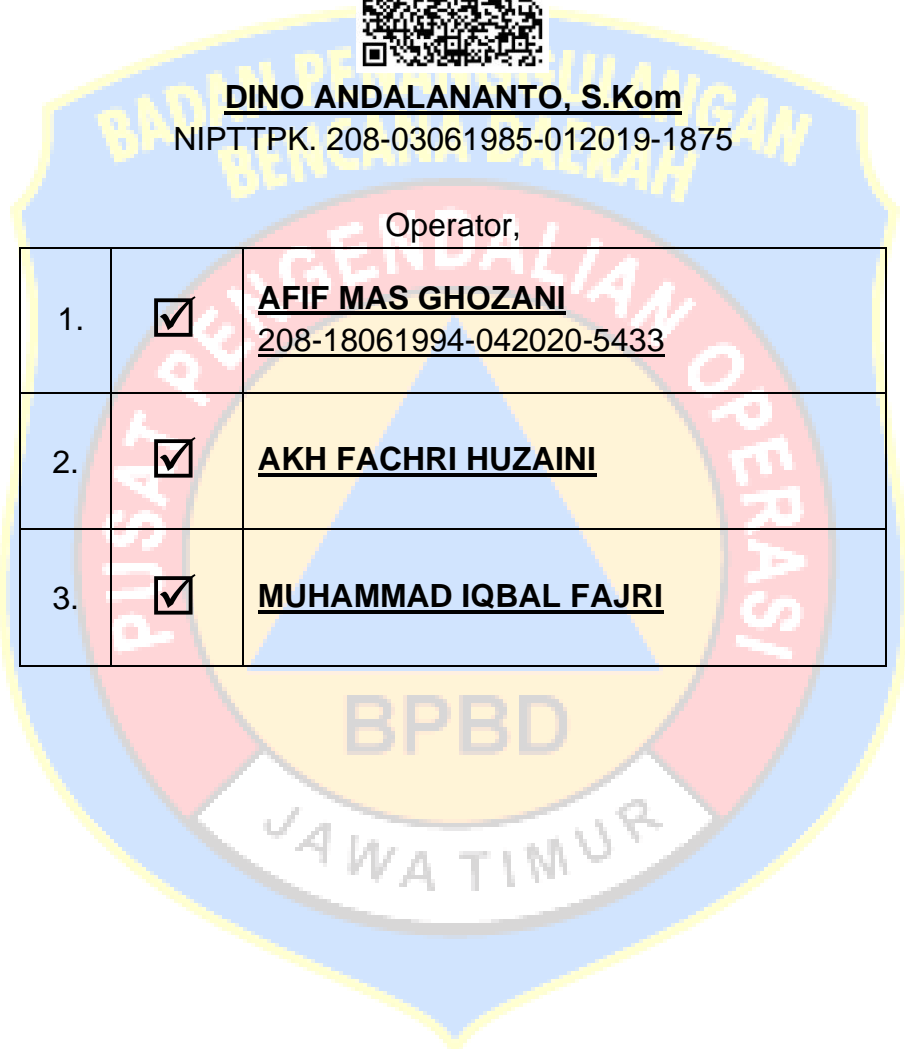 DINO ANDALANANTO, S.Kom
NIPTTPK. 208-03061985-012019-1875
BADAN PENANGGULANGAN
BENCANA DAERAH
Operator,
1. ☑ AFIF MAS GHOZANI
208-18061994-042020-5433
2. ☑ AKH FACHRI HUZAINI
3. ☑ MUHAMMAD IQBAL FAJRI
PUSAT PENGENDALIAN OPERASI
BPBD
JAWA TIMUR